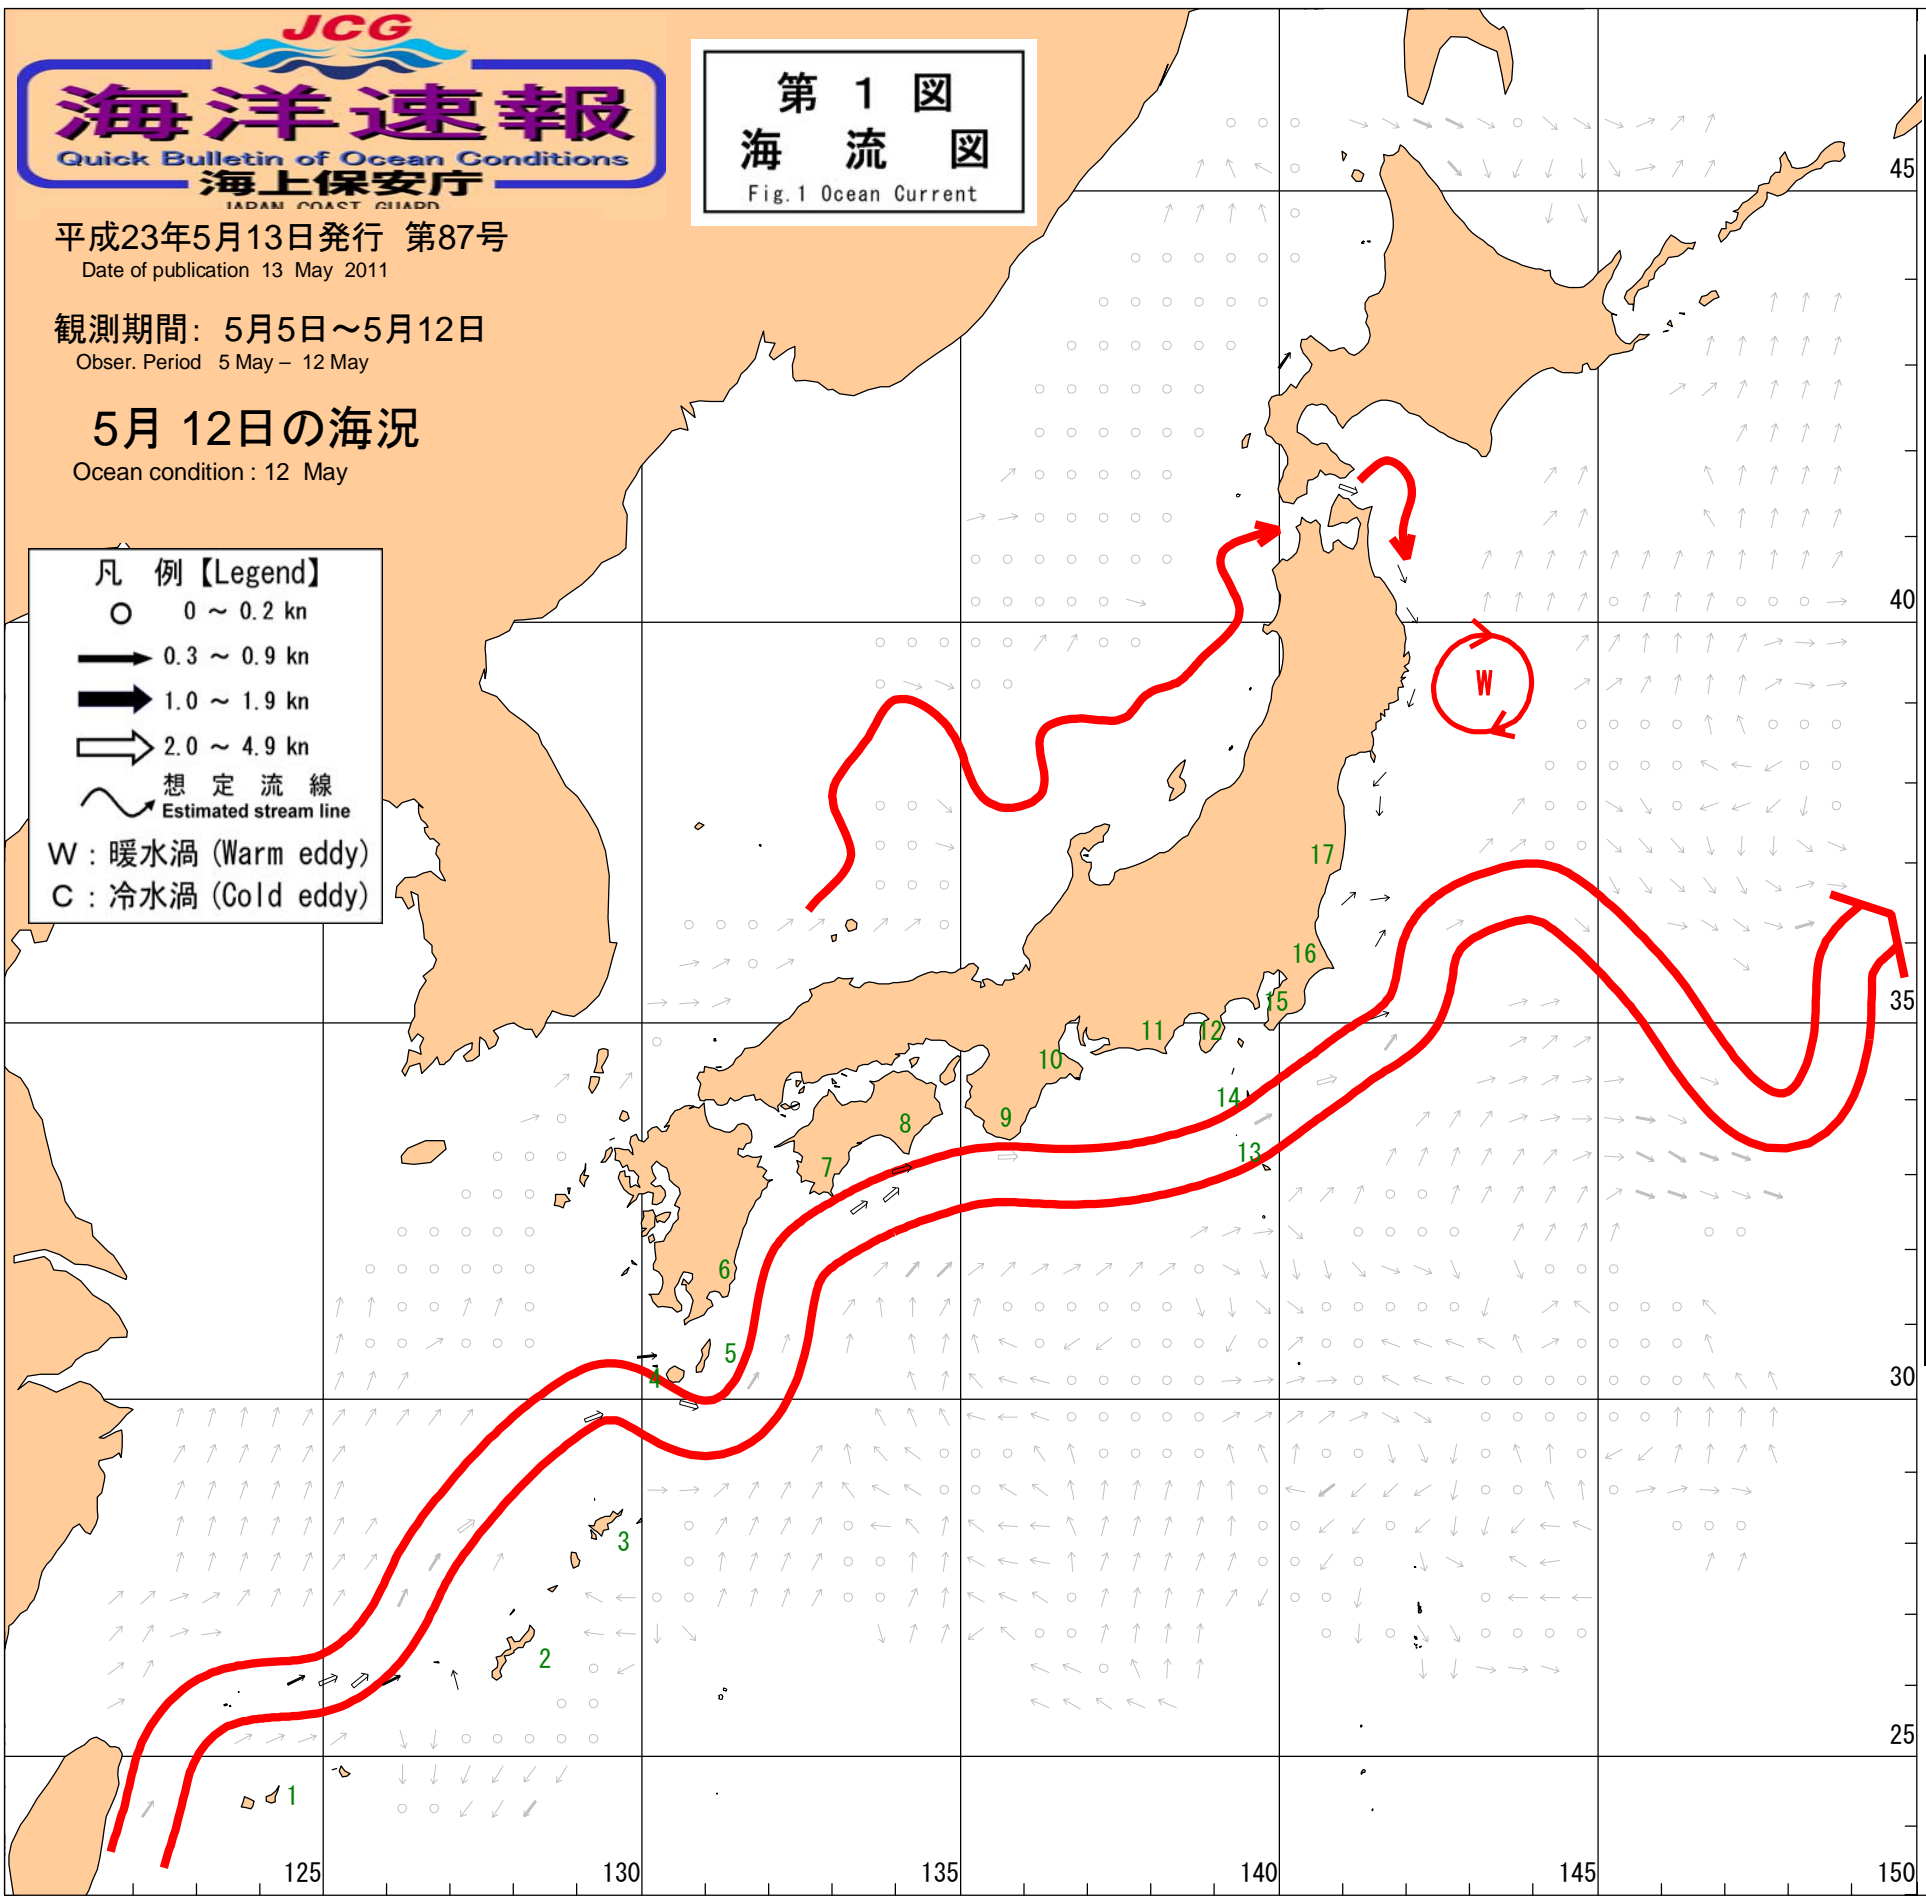 JCG
海洋速報
Quick Bulletin of Ocean Conditions
海上保安庁
JAPAN COAST GUARD
第 1 図
海 流 図
Fig.1 Ocean Current
平成23年5月13日発行 第87号
Date of publication 13 May 2011
観測期間: 5月5日～5月12日
Obser. Period 5 May – 12 May
5月 12日の海況
Ocean condition : 12 May
凡 例【Legend】
0 ～ 0.2 kn
0.3 ～ 0.9 kn
1.0 ～ 1.9 kn
2.0 ～ 4.9 kn
想 定 流 線
Estimated stream line
W : 暖水渦 (Warm eddy)
C : 冷水渦 (Cold eddy)
45
40
W
17
16
35
15
11
12
10
14
9
8
13
7
6
5
4
30
3
2
25
1
125
130
135
140
145
150